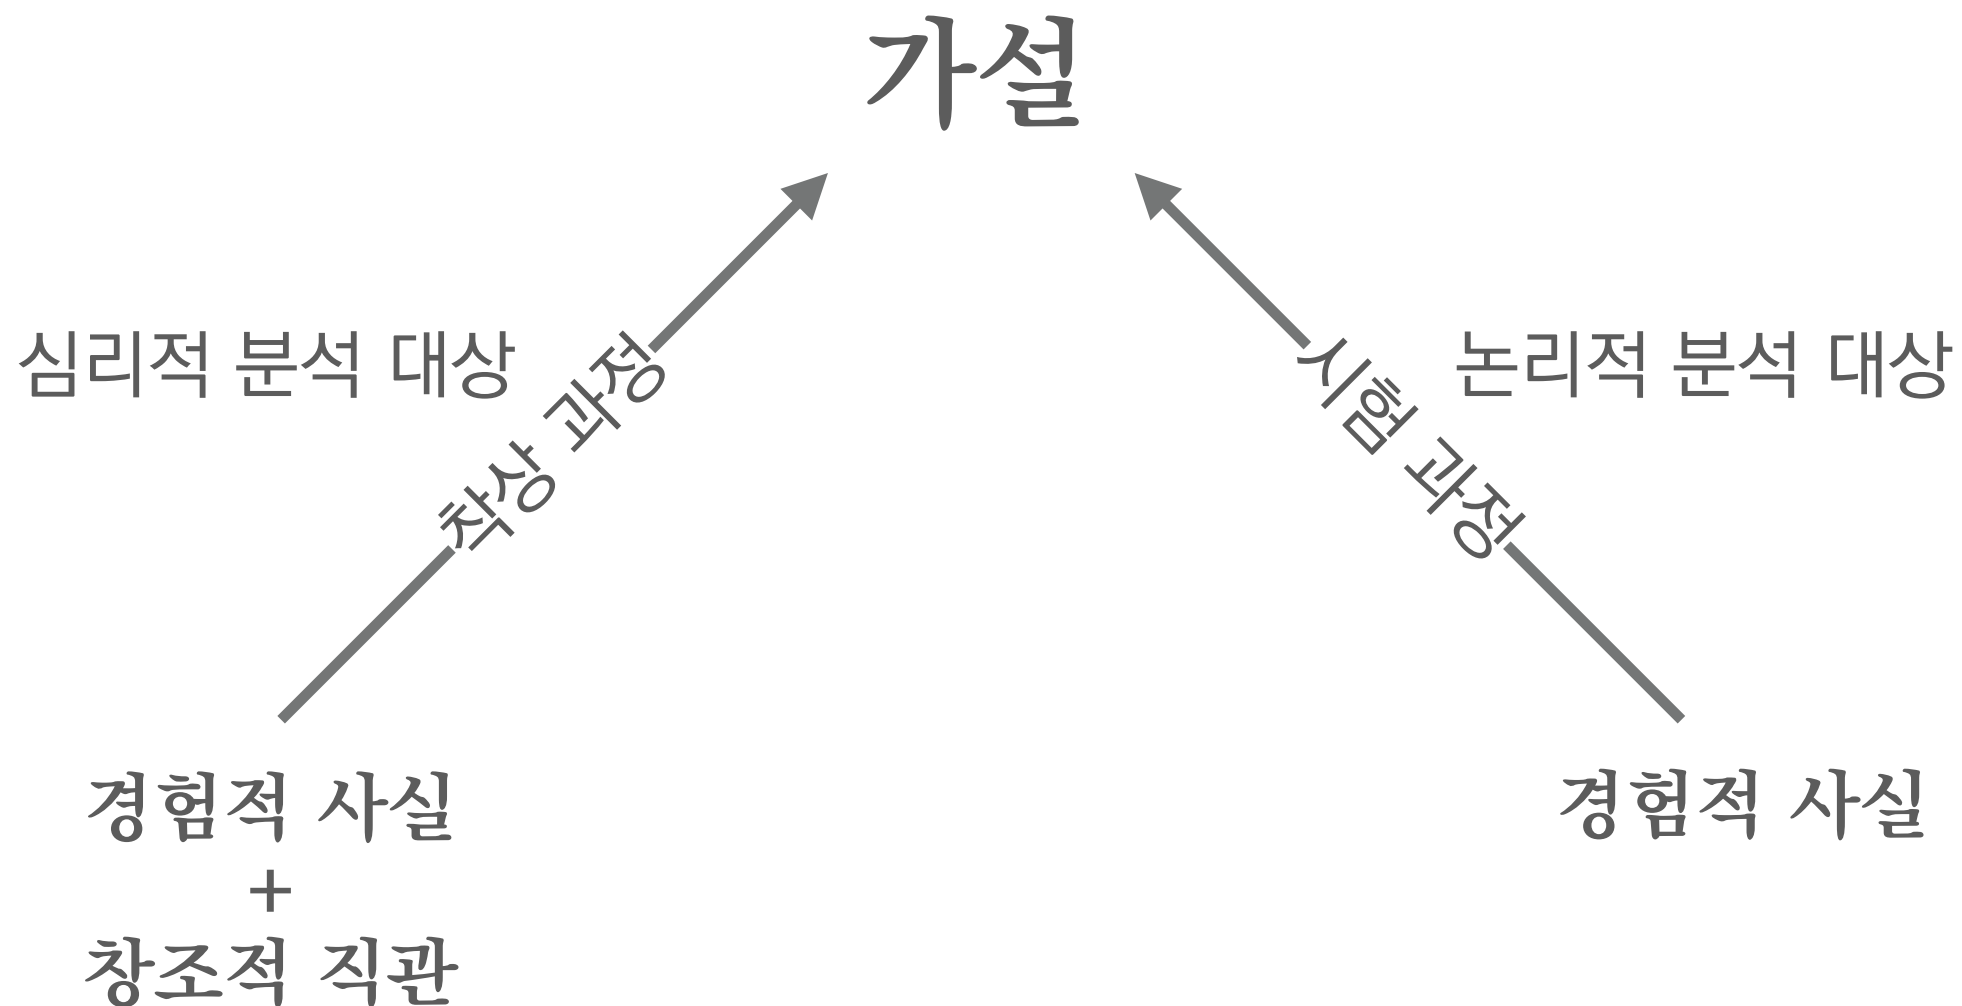 가설
심리적 분석 대상
착상 과정
시험 과정
논리적 분석 대상
경험적 사실
+
창조적 직관
경험적 사실